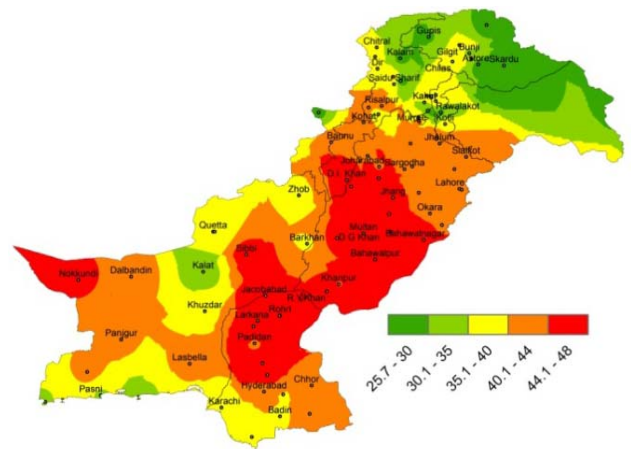 Gupis
Chitral
Kalam
Gilgit
Bunji
Dir
Astore
Skardu
Chilas
Saidu Sharif
Kakul
Risalpur
Rawalakot
Kohat
Murree
Kotli
Bannu
Jhalum
Sialkot
Joharabad
Sargodha
D.I. Khan
Zhob
Jhang
Lahore
Okara
Quetta
Multan
Barkhan
D.G.Khan
Bahawalnagar
Sibbi
Bahawalpur
Kalat
Nokkundi
Dalbandin
Khanpur
Jacobabad
R.Y.Khan
Khuzdar
Larkana
Rohri
Panjgur
Padidan
Lasbella
Hyderabad
Chhor
Pasni
Karachi
Badin
25.7 - 30
30.1 - 35
35.1 - 40
40.1 - 44
44.1 - 48